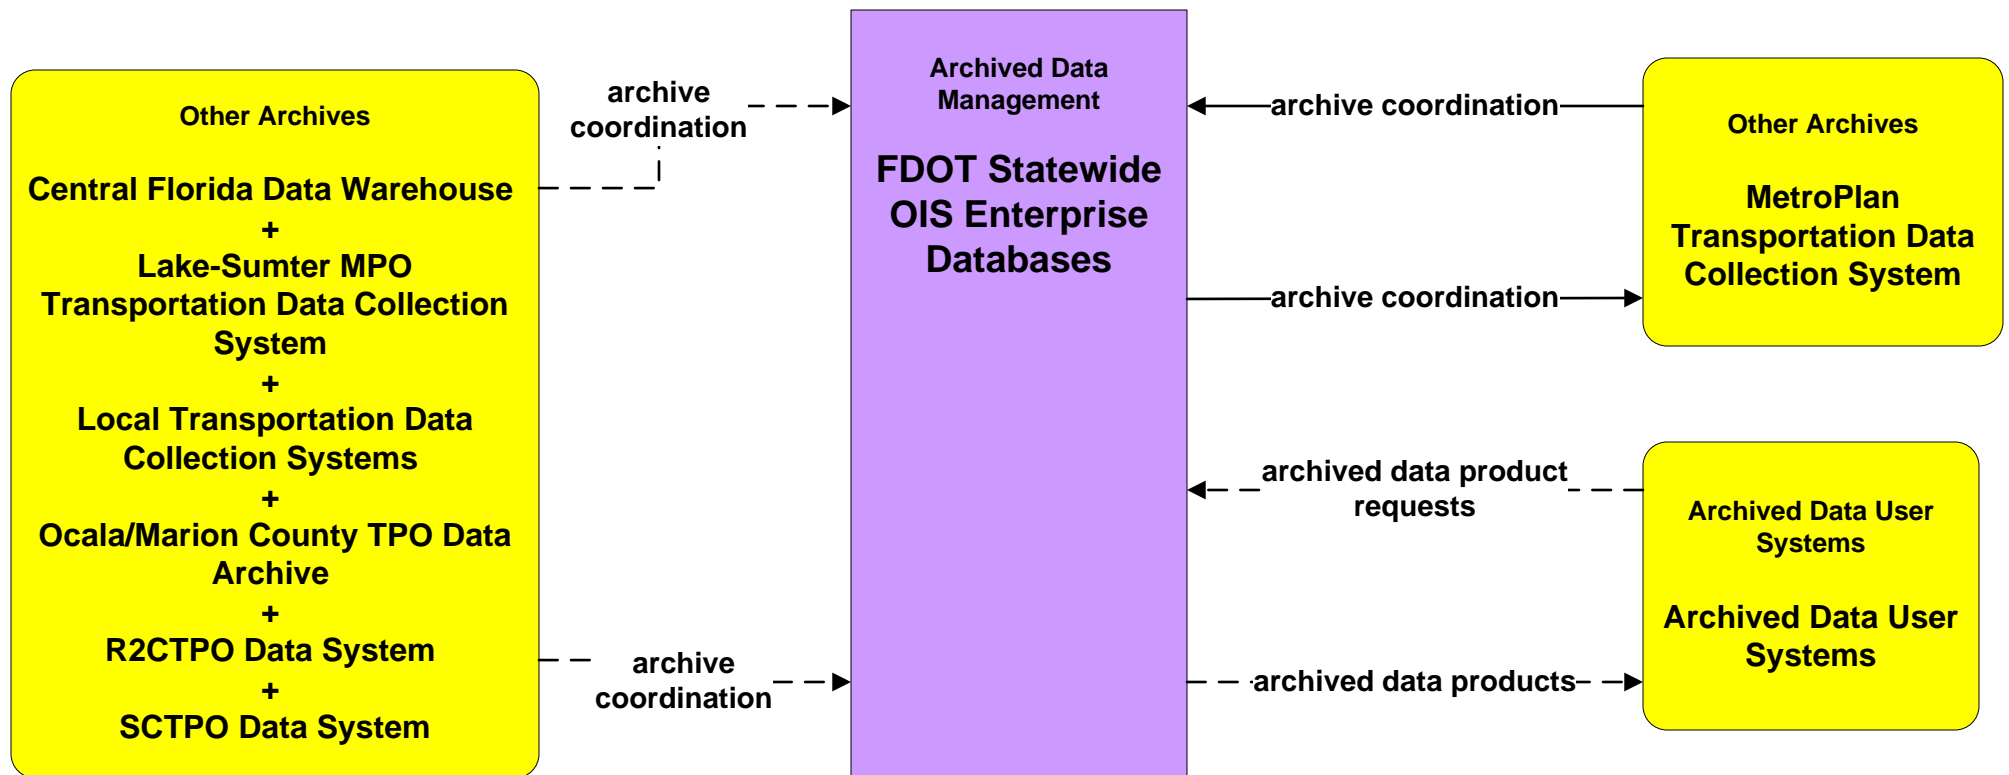 Other Archives
Central Florida Data Warehouse
+
Lake-Sumter MPO
Transportation Data Collection
System
+
Local Transportation Data
Collection Systems
+
Ocala/Marion County TPO Data
Archive
+
R2CTPO Data System
+
SCTPO Data System
archive
coordination
archive
coordination
Archived Data
Management
FDOT Statewide
OIS Enterprise
Databases
archive coordination
archive coordination
archived data product
requests
archived data products
Other Archives
MetroPlan
Transportation Data
Collection System
Archived Data User
Systems
Archived Data User
Systems